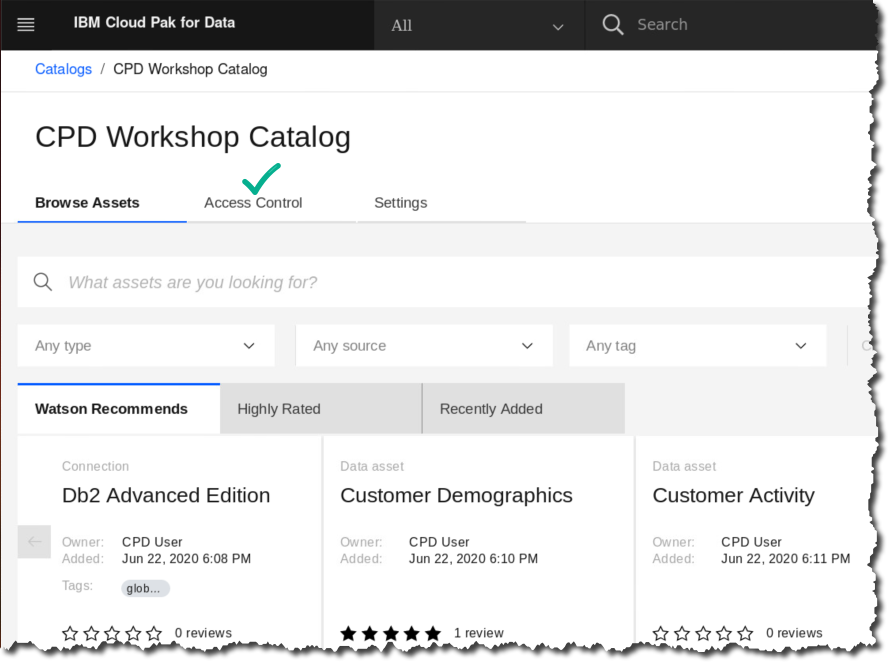 IBM Cloud Pak for Data All Search
Catalogs / CPD Workshop Catalog
CPD Workshop Catalog
Browse Assets Access Control Settings
What assets are you looking for?
Any type Any source Any tag
Watson Recommends Highly Rated Recently Added
Connection Data asset Data asset
Db2 Advanced Edition Customer Demographics Customer Activity
Owner: CPD User Owner: CPD User Owner: CPD User
Added: Jun 22, 2020 6:08 PM Added: Jun 22, 2020 6:10 PM Added: Jun 22, 2020 6:11 PM
Tags: glob...
0 reviews 1 review 0 reviews